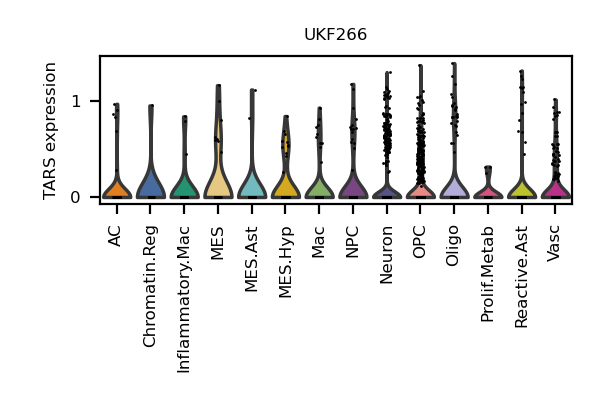 UKF266
TARS expression
1
0
AC
Chromatin.Reg
Inflammatory.Mac
MES
MES.Ast
MES.Hyp
Mac
NPC
Neuron
OPC
Oligo
Prolif.Metab
Reactive.Ast
Vasc